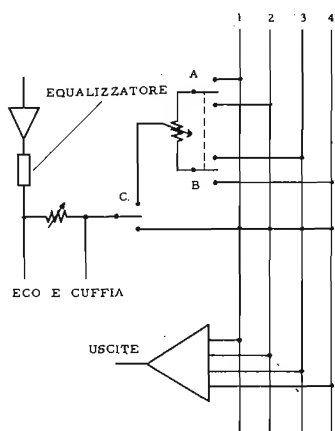 1 2 3 4
A
EQUALIZZATORE
B
C.
ECO E CUFFIA
USCITE